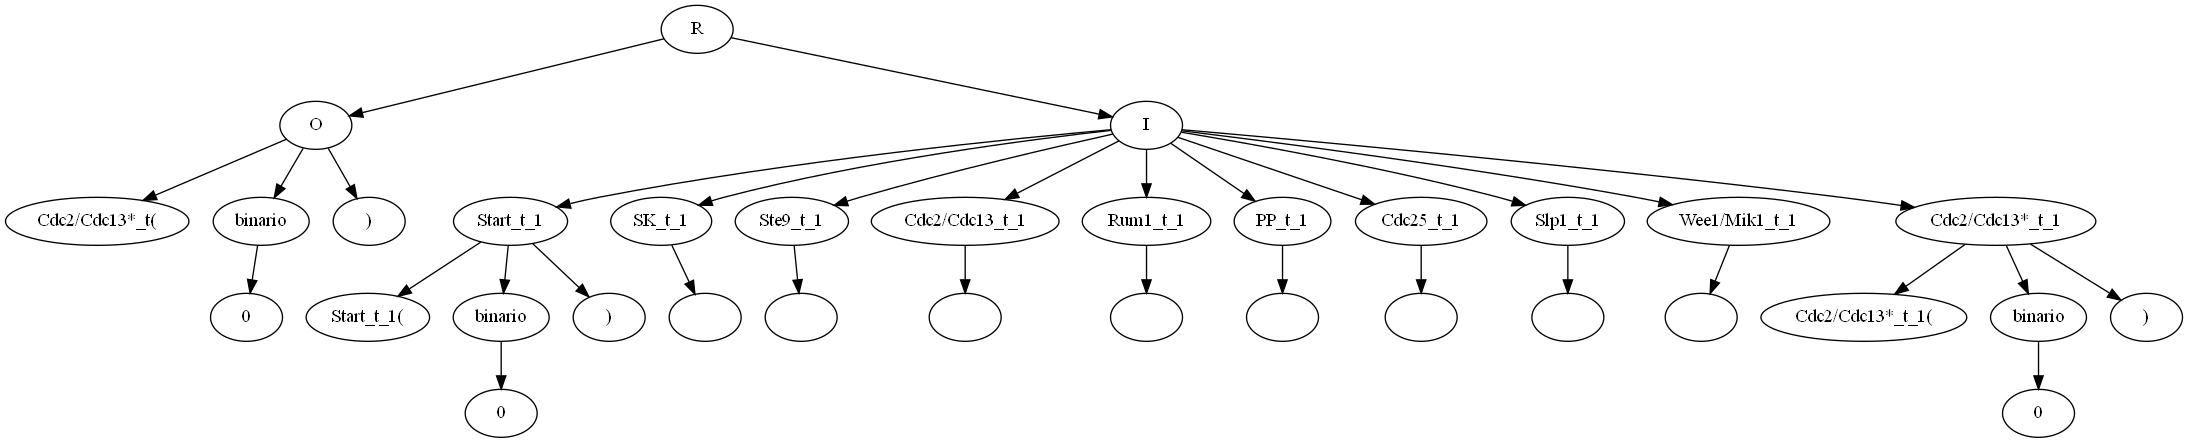 R
O
I
Cdc2/Cdc13*_t(
binario
)
Start_t_1
SK_t_1
Ste9_t_1
Cdc2/Cdc13_t_1
Rum1_t_1
PP_t_1
Cdc25_t_1
Slp1_t_1
Wee1/Mik1_t_1
Cdc2/Cdc13*_t_1
0
Start_t_1(
binario
)
Cdc2/Cdc13*_t_1(
binario
)
0
0